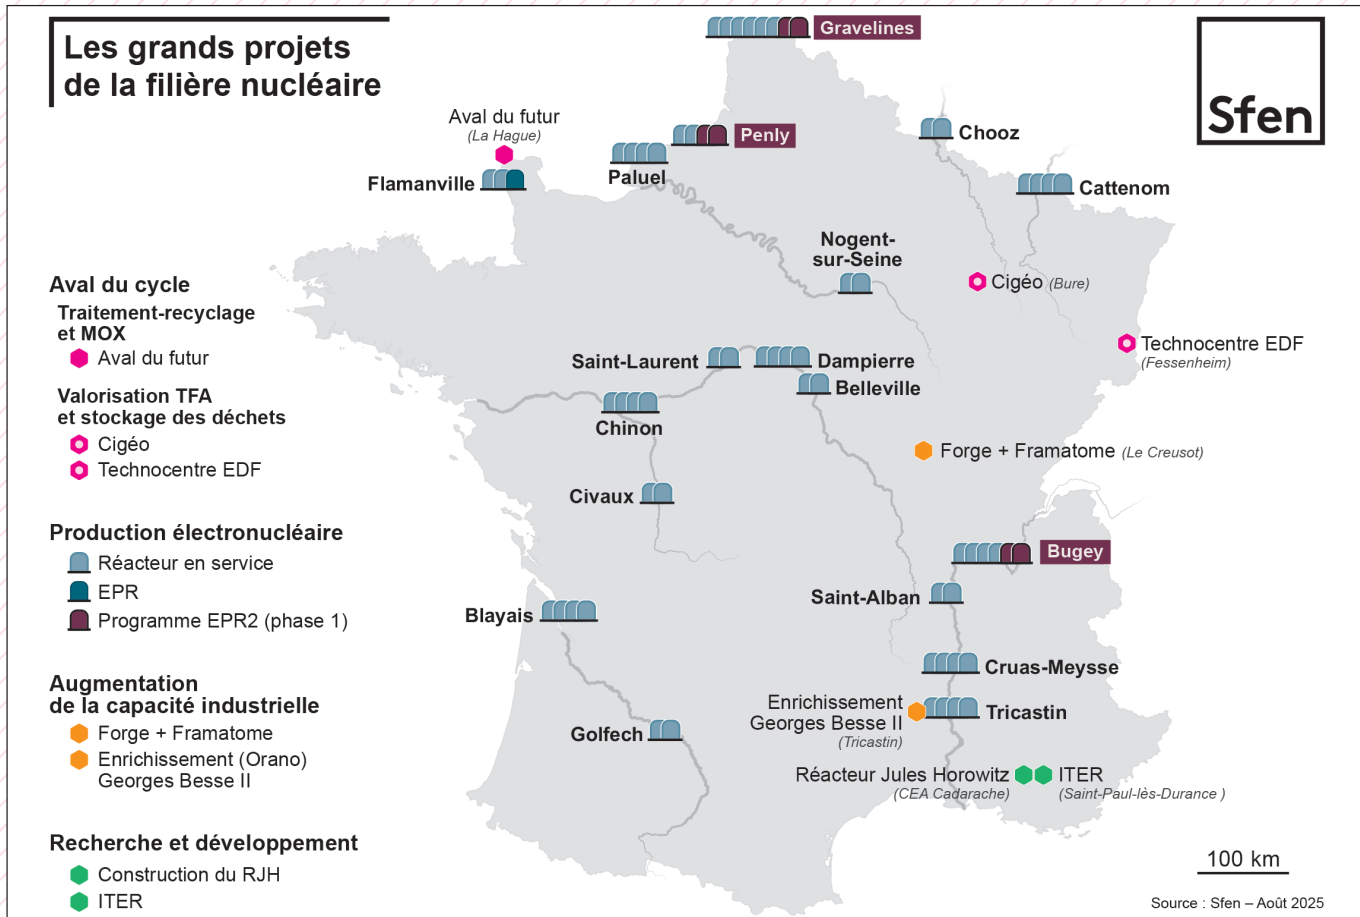 Les grands projets
de la filière nucléaire
Sfen
Gravelines
Aval du futur
(La Hague)
Penly
Chooz
Paluel
Flamanville
Cattenom
Nogent-
sur-Seine
Cigéo (Bure)
Technocentre EDF
(Fessenheim)
Saint-Laurent
Dampierre
Belleville
Chinon
Forge + Framatome (Le Creusot)
Civaux
Bugey
Saint-Alban
Blayais
Cruas-Meysse
Enrichissement
Georges Besse II
(Tricastin)
Tricastin
Golfech
Réacteur Jules Horowitz
(CEA Cadarache)
ITER
(Saint-Paul-lès-Durance )
Aval du cycle
Traitement-recyclage
et MOX
Aval du futur
Valorisation TFA
et stockage des déchets
Cigéo
Technocentre EDF
Production électronucléaire
Réacteur en service
EPR
Programme EPR2 (phase 1)
Augmentation
de la capacité industrielle
Forge + Framatome
Enrichissement (Orano)
Georges Besse II
Recherche et développement
Construction du RJH
ITER
100 km
Source : Sfen – Août 2025